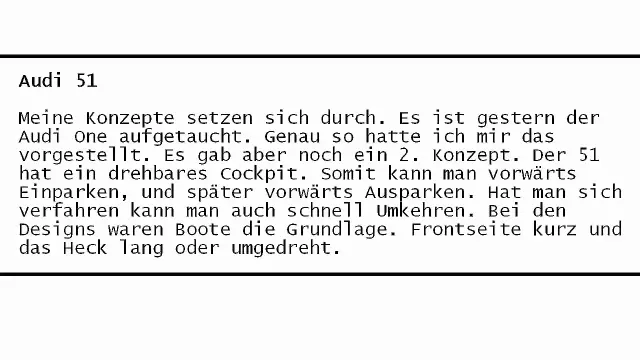 Audi 51
Meine Konzepte setzen sich durch. Es ist gestern der
Audi One aufgetaucht. Genau so hatte ich mir das
vorgestellt. Es gab aber noch ein 2. Konzept. Der 51
hat ein drehbares Cockpit. Somit kann man vorwärts
Einparken, und später vorwärts Ausparken. Hat man sich
verfahren kann man auch schnell Umkehren. Bei den
Designs waren Boote die Grundlage. Frontseite kurz und
das Heck lang oder umgedreht.